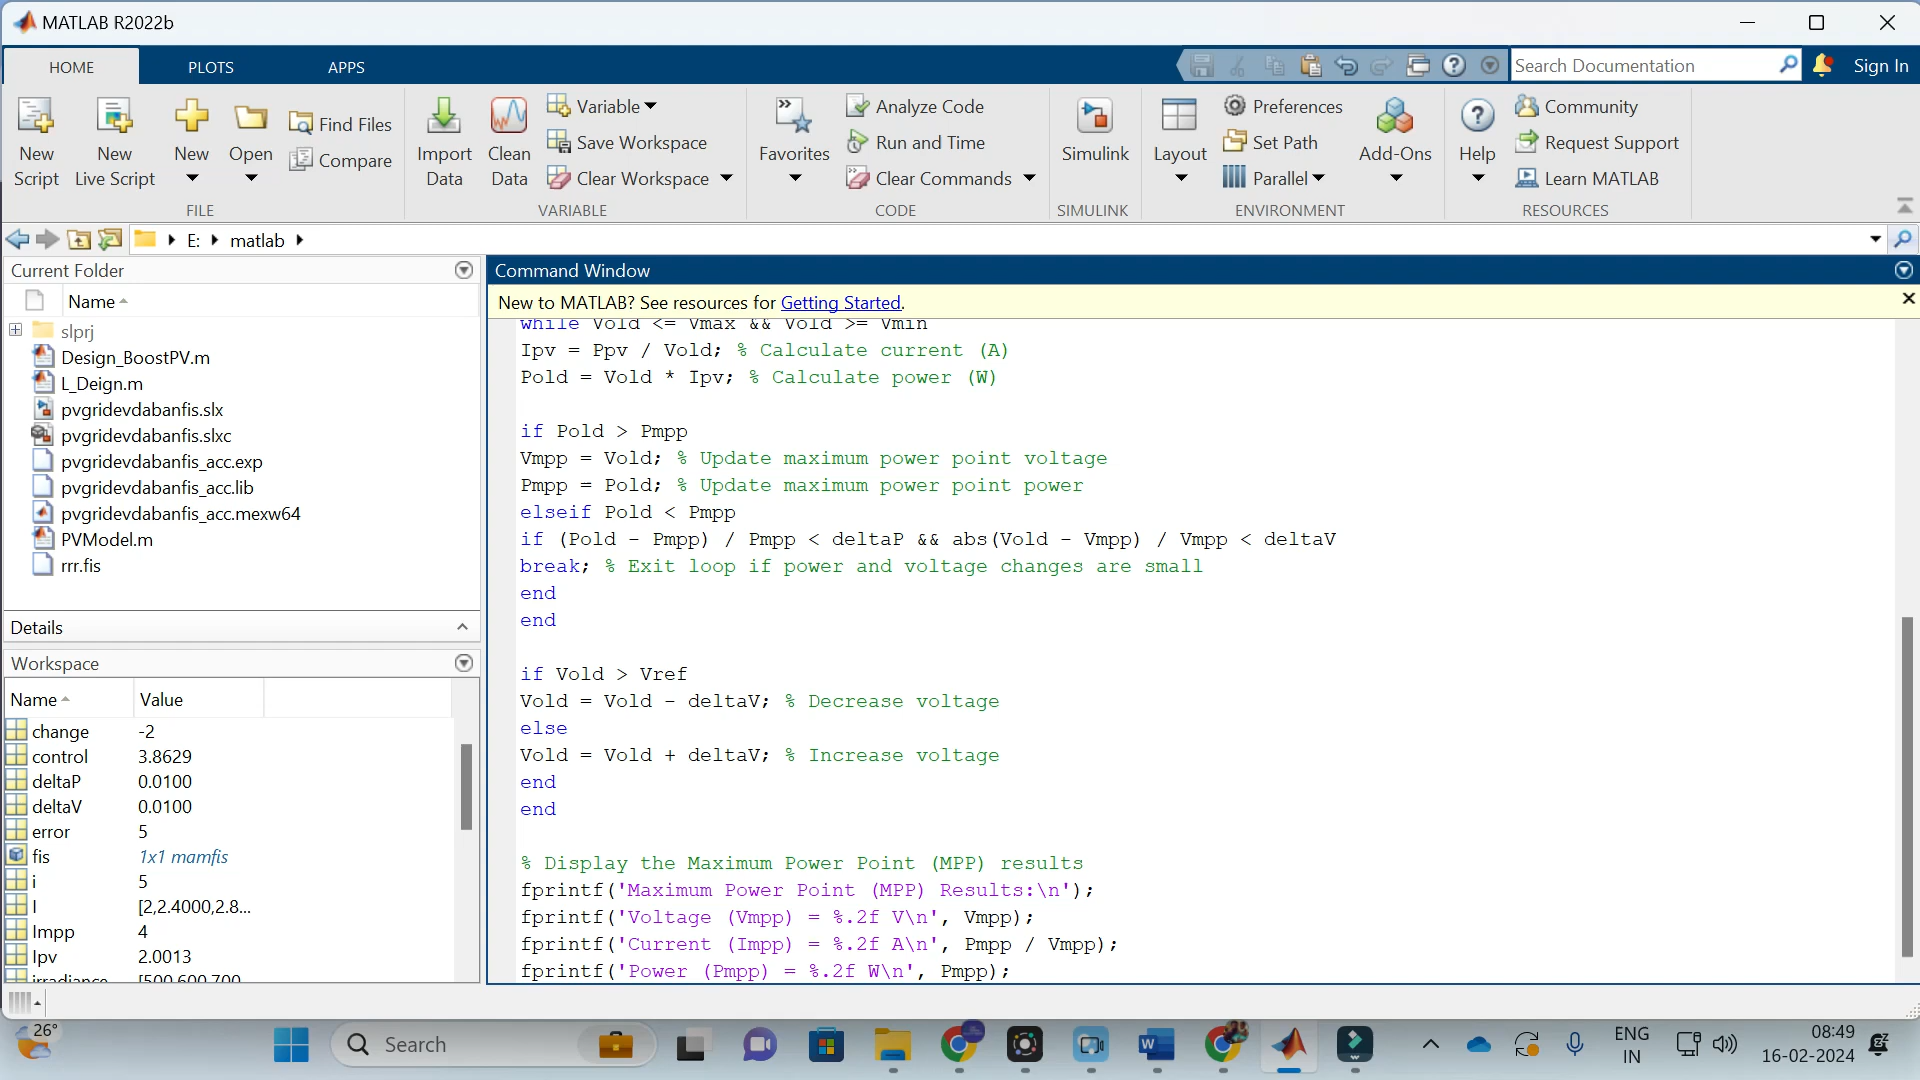 MATLAB R2022b
HOME
PLOTS
APPS
Search Documentation
Sign In
New Script
New Live Script
New
Open
Find Files
Compare
FILE
Import Data
Clean Data
Variable
Save Workspace
Clear Workspace
VARIABLE
Favorites
Analyze Code
Run and Time
Clear Commands
CODE
Simulink
SIMULINK
Layout
Preferences
Set Path
Parallel
Add-Ons
ENVIRONMENT
Help
Community
Request Support
Learn MATLAB
RESOURCES
E: matlab
Current Folder
Name
slprj
Design_BoostPV.m
L_Deign.m
pvgridevdabanfis.slx
pvgridevdabanfis.slxc
pvgridevdabanfis_acc.exp
pvgridevdabanfis_acc.lib
pvgridevdabanfis_acc.mexw64
PVModel.m
rrr.fis
Details
Workspace
Name Value
change -2
control 3.8629
deltaP 0.0100
deltaV 0.0100
error 5
fis 1x1 mamfis
i 5
I [2,2.4000,2.8...
Impp 4
Ipv 2.0013
irradiance [500,600,700,...
Command Window
New to MATLAB? See resources for Getting Started.
while Vold <= Vmax && Vold >= Vmin
Ipv = Ppv / Vold; % Calculate current (A)
Pold = Vold * Ipv; % Calculate power (W)
if Pold > Pmpp
Vmpp = Vold; % Update maximum power point voltage
Pmpp = Pold; % Update maximum power point power
elseif Pold < Pmpp
if (Pold - Pmpp) / Pmpp < deltaP && abs(Vold - Vmpp) / Vmpp < deltaV
break; % Exit loop if power and voltage changes are small
end
end
if Vold > Vref
Vold = Vold - deltaV; % Decrease voltage
else
Vold = Vold + deltaV; % Increase voltage
end
end
% Display the Maximum Power Point (MPP) results
fprintf('Maximum Power Point (MPP) Results:\n');
fprintf('Voltage (Vmpp) = %.2f V\n', Vmpp);
fprintf('Current (Impp) = %.2f A\n', Pmpp / Vmpp);
fprintf('Power (Pmpp) = %.2f W\n', Pmpp);
26°
Search
ENG
IN
08:49
16-02-2024